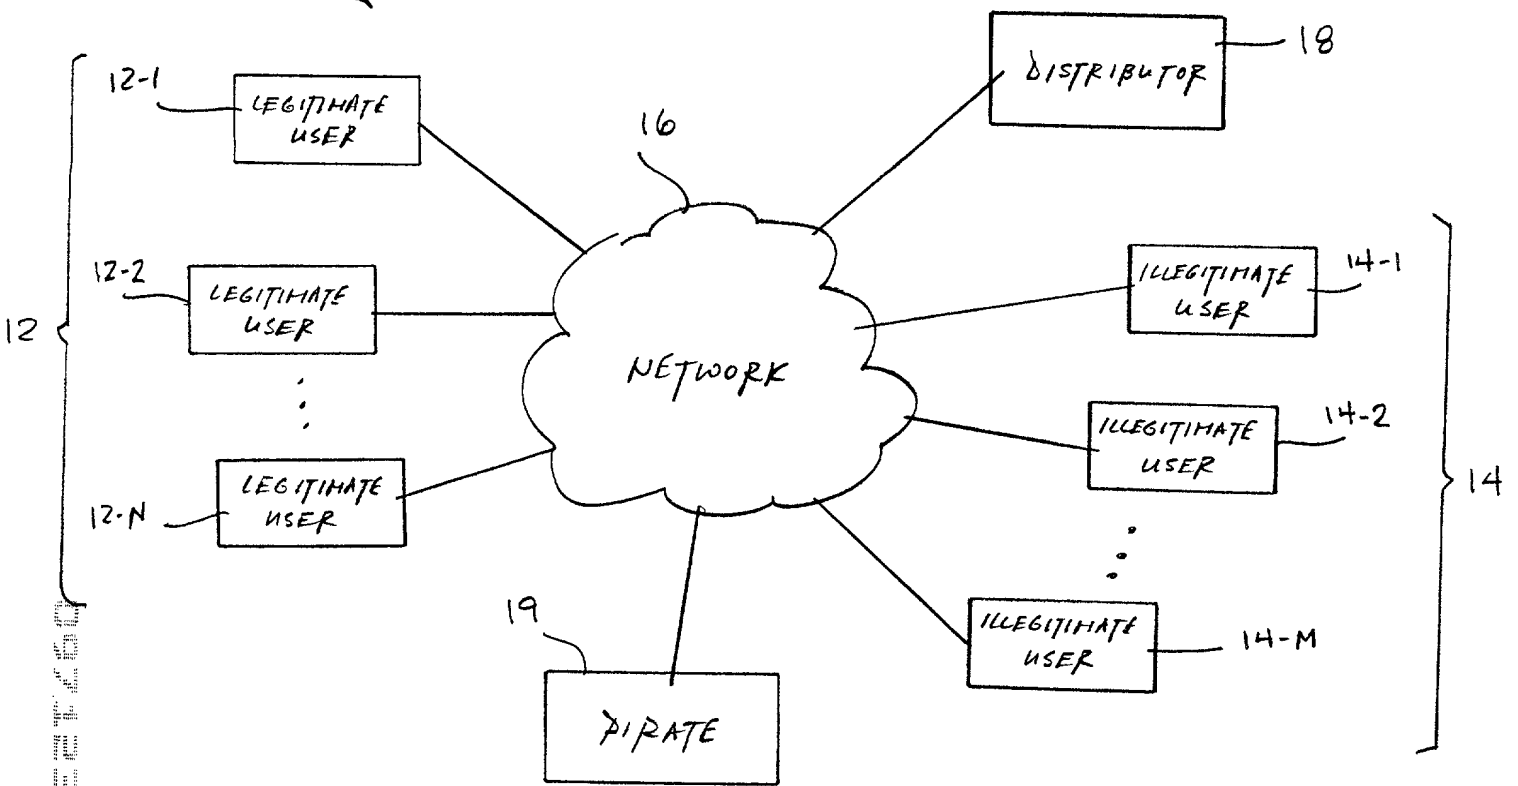 18
DISTRIBUTOR
12-1
LEGITIMATE
USER
16
12-2
LEGITIMATE
USER
12
NETWORK
ILLEGITIMATE
USER
14-1
ILLEGITIMATE
USER
14-2
14
12-N
LEGITIMATE
USER
ILLEGITIMATE
USER
14-M
19
PIRATE